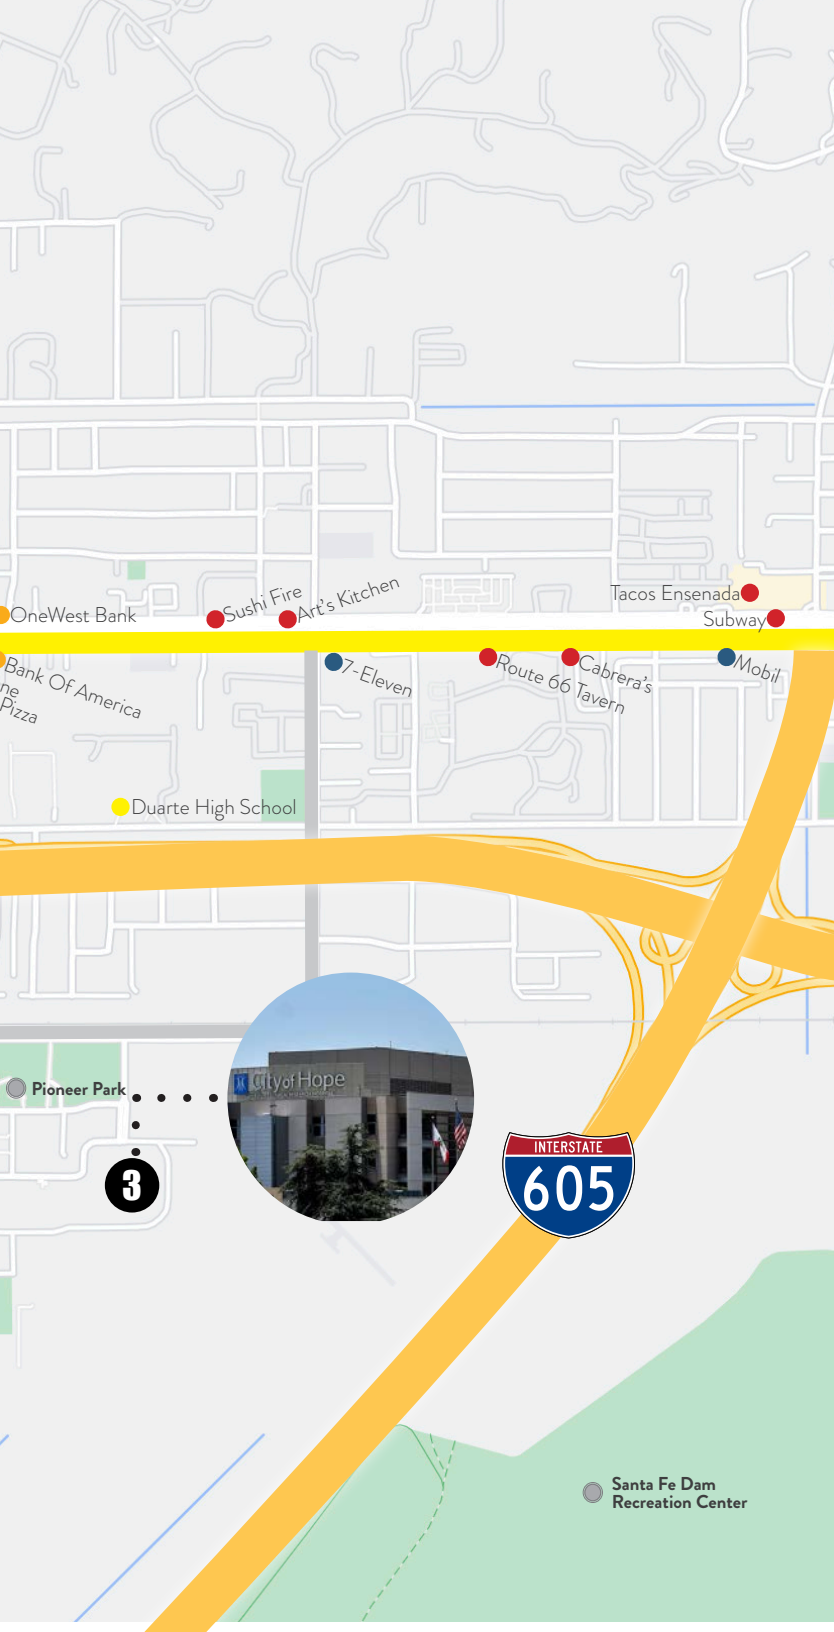 Tacos Ensenada
Sushi Fire
Art's Kitchen
OneWest Bank
Subway
Bank Of America
ne
Pizza
7-Eleven
Route 66 Tavern
Cabrera's
Mobil
Duarte High School
City of Hope
Pioneer Park
3
INTERSTATE
605
Santa Fe Dam
Recreation Center